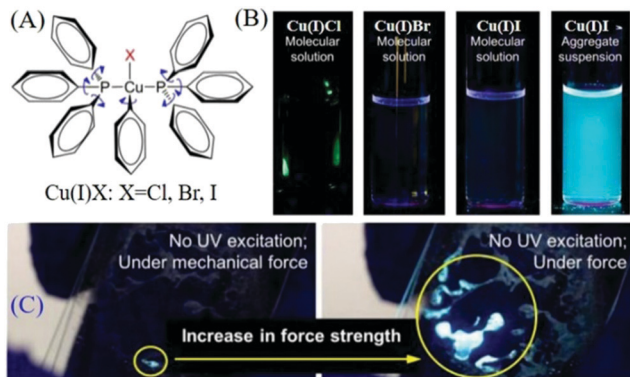 (A)
X
P
Cu
P
Cu(I)X: X=Cl, Br, I
(B)
Cu(I)Cl
Molecular
solution
Cu(I)Br
Molecular
solution
Cu(I)I
Molecular
solution
Cu(I)I
Aggregate
suspension
(C)
No UV excitation;
Under mechanical force
Increase in force strength
No UV excitation;
Under force